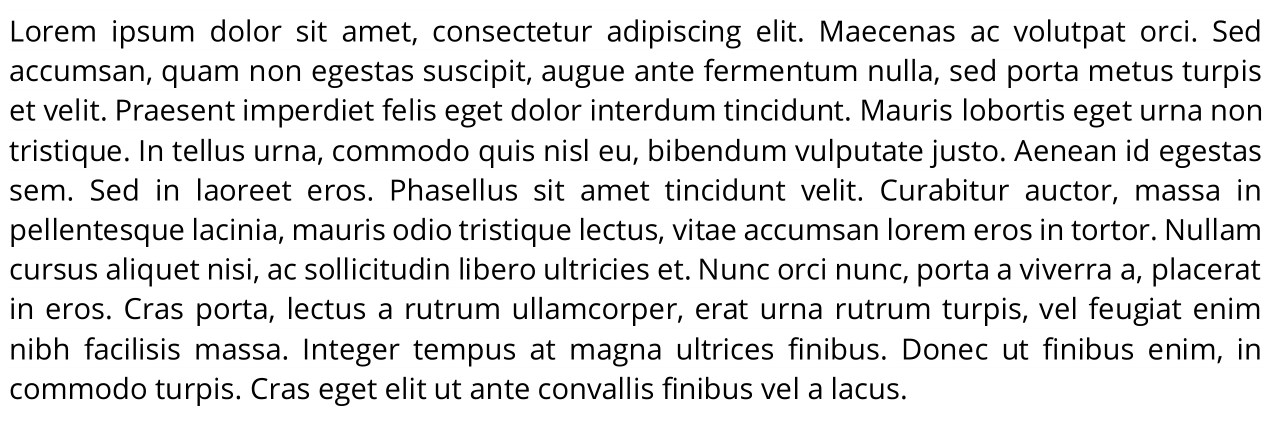 Lorem ipsum dolor sit amet, consectetur adipiscing elit. Maecenas ac volutpat orci. Sed
accumsan, quam non egestas suscipit, augue ante fermentum nulla, sed porta metus turpis
et velit. Praesent imperdiet felis eget dolor interdum tincidunt. Mauris lobortis eget urna non
tristique. In tellus urna, commodo quis nisl eu, bibendum vulputate justo. Aenean id egestas
sem. Sed in laoreet eros. Phasellus sit amet tincidunt velit. Curabitur auctor, massa in
pellentesque lacinia, mauris odio tristique lectus, vitae accumsan lorem eros in tortor. Nullam
cursus aliquet nisi, ac sollicitudin libero ultricies et. Nunc orci nunc, porta a viverra a, placerat
in eros. Cras porta, lectus a rutrum ullamcorper, erat urna rutrum turpis, vel feugiat enim
nibh facilisis massa. Integer tempus at magna ultrices finibus. Donec ut finibus enim, in
commodo turpis. Cras eget elit ut ante convallis finibus vel a lacus.